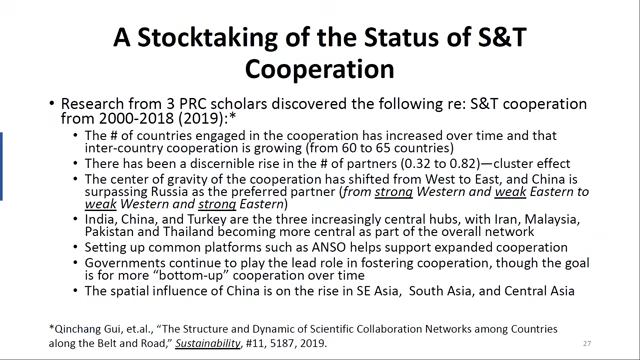 A Stocktaking of the Status of S&T
Cooperation
• Research from 3 PRC scholars discovered the following re: S&T cooperation
from 2000-2018 (2019):*
• The # of countries engaged in the cooperation has increased over time and that
inter-country cooperation is growing (from 60 to 65 countries)
• There has been a discernible rise in the # of partners (0.32 to 0.82)—cluster effect
• The center of gravity of the cooperation has shifted from West to East, and China is
surpassing Russia as the preferred partner (from strong Western and weak Eastern to
weak Western and strong Eastern)
• India, China, and Turkey are the three increasingly central hubs, with Iran, Malaysia,
Pakistan and Thailand becoming more central as part of the overall network
• Setting up common platforms such as ANSO helps support expanded cooperation
• Governments continue to play the lead role in fostering cooperation, though the goal
is for more “bottom-up” cooperation over time
• The spatial influence of China is on the rise in SE Asia, South Asia, and Central Asia
*Qinchang Gui, et.al., “The Structure and Dynamic of Scientific Collaboration Networks among Countries
along the Belt and Road,” Sustainability, #11, 5187, 2019.
27